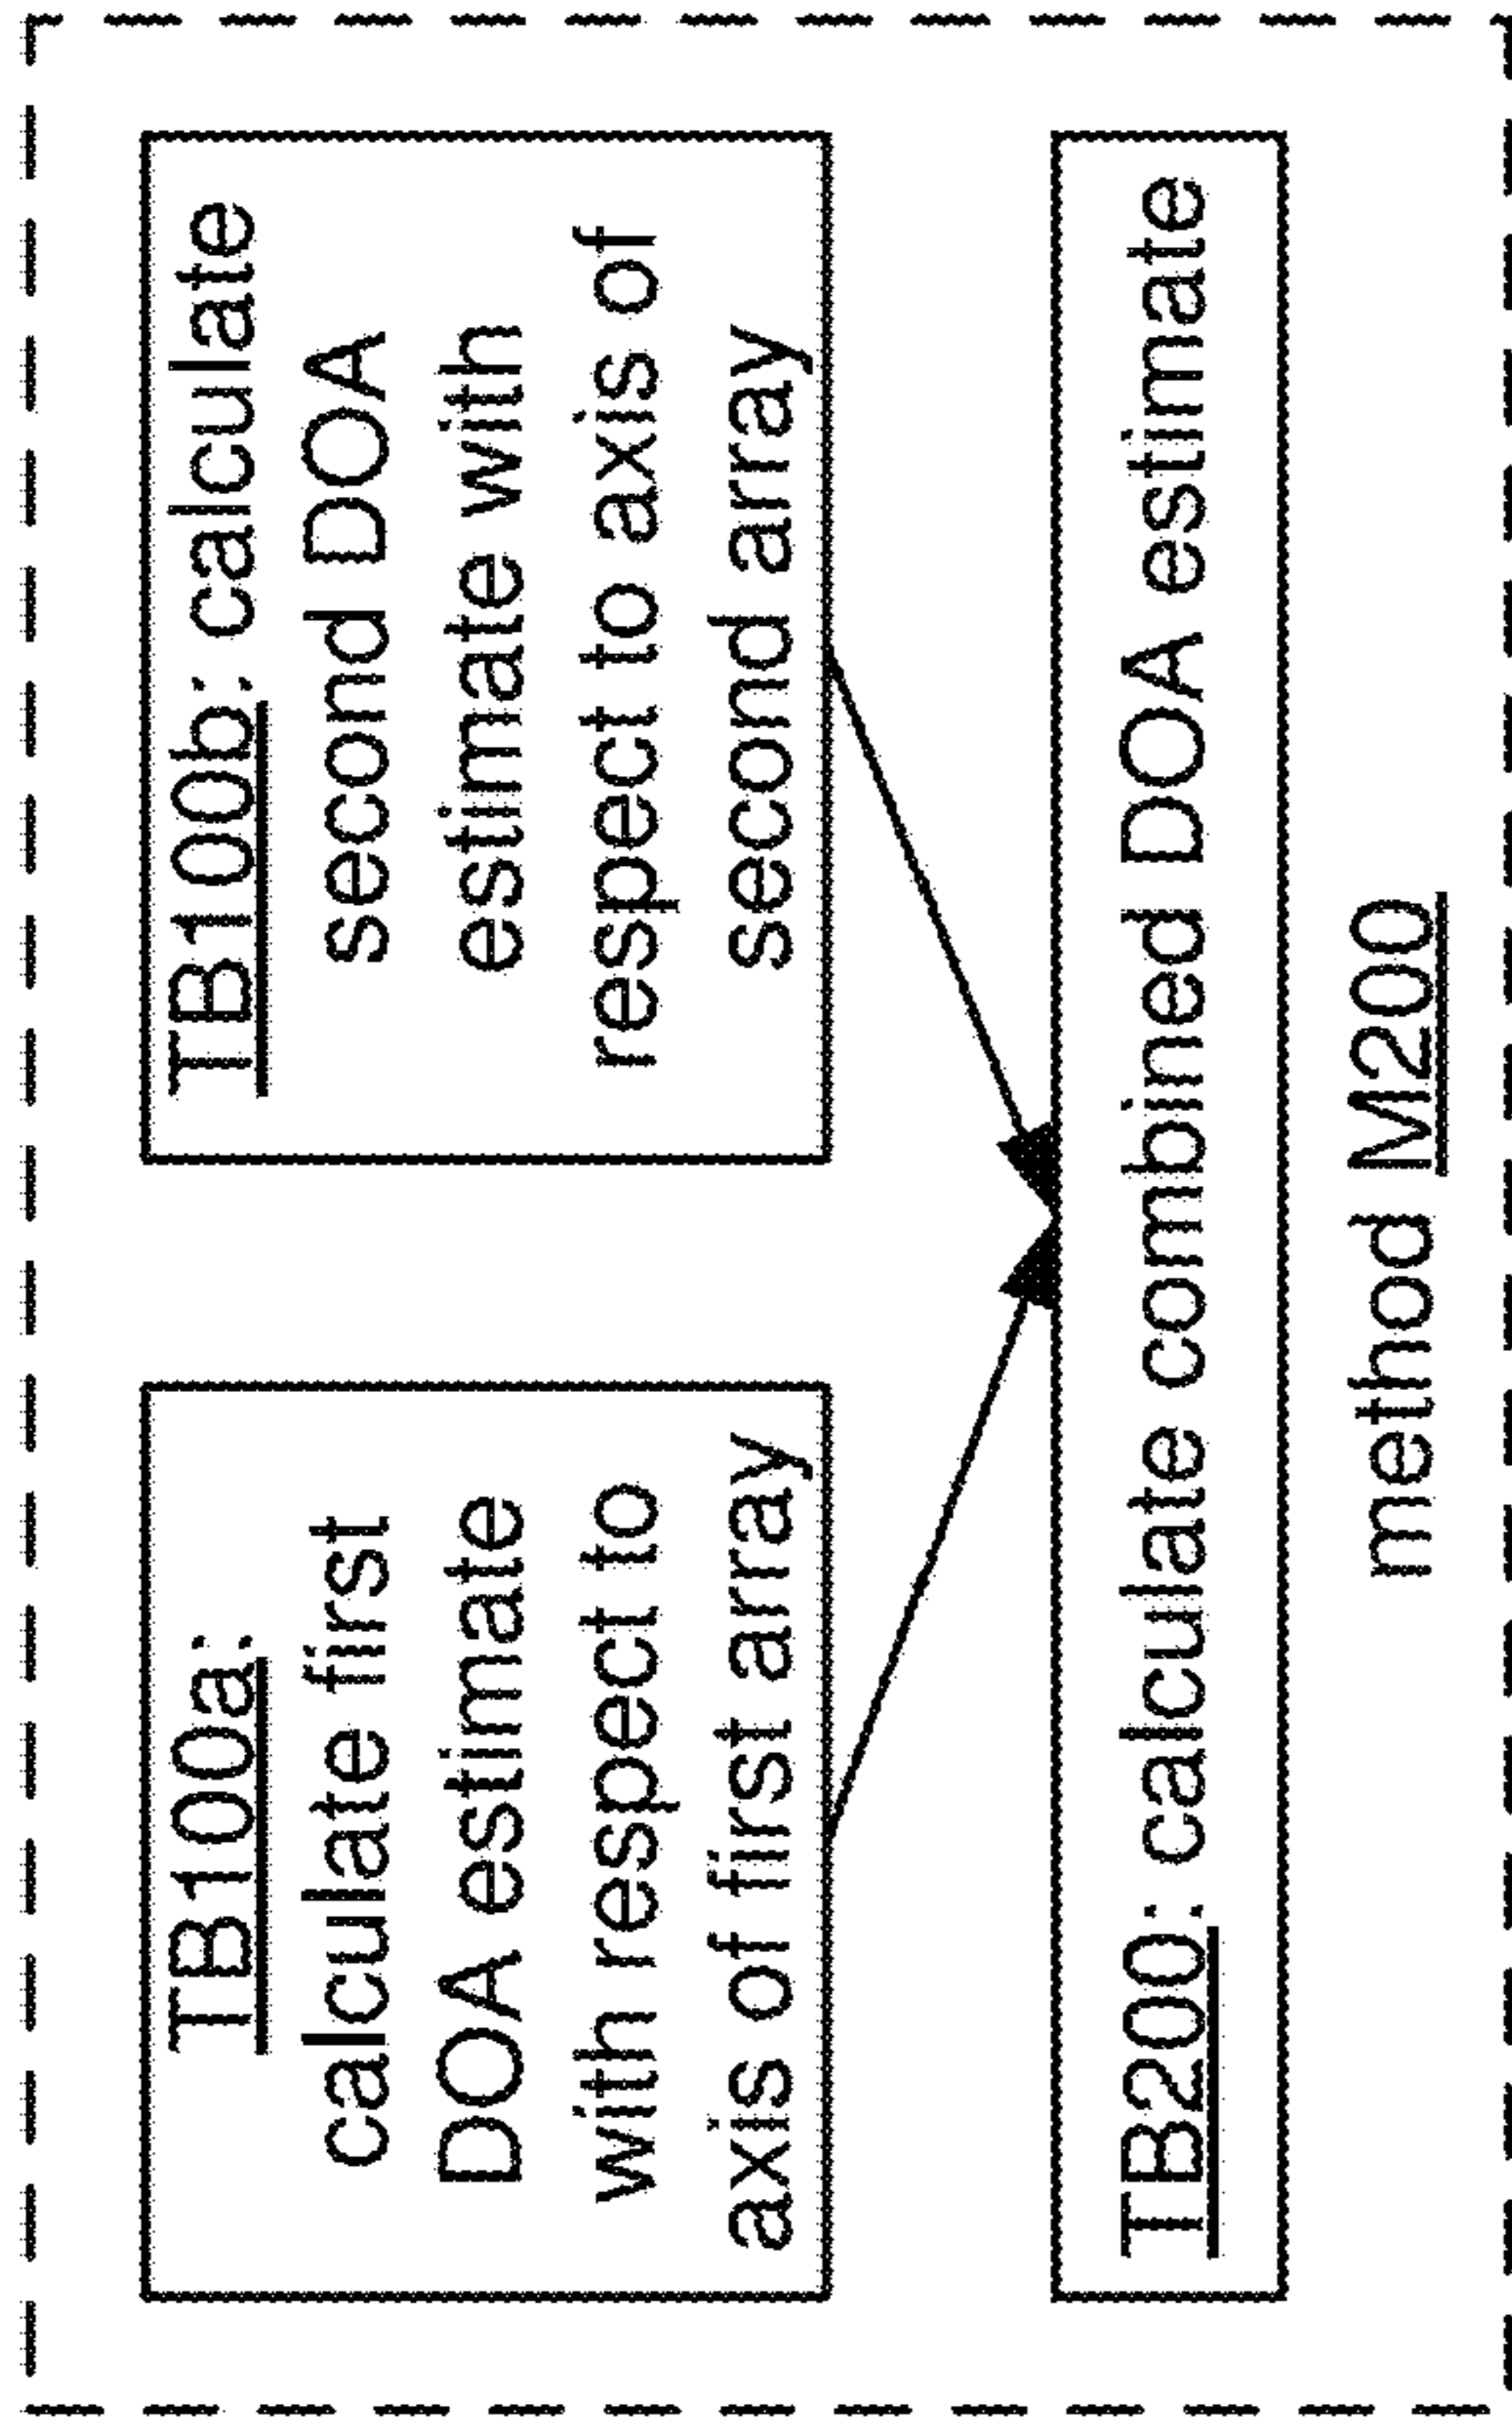 TB100a:
calculate first
DOA estimate
with respect to
axis of first array
TB100b: calculate
second DOA
estimate with
respect to axis of
second array
TB200: calculate combined DOA estimate
method M200